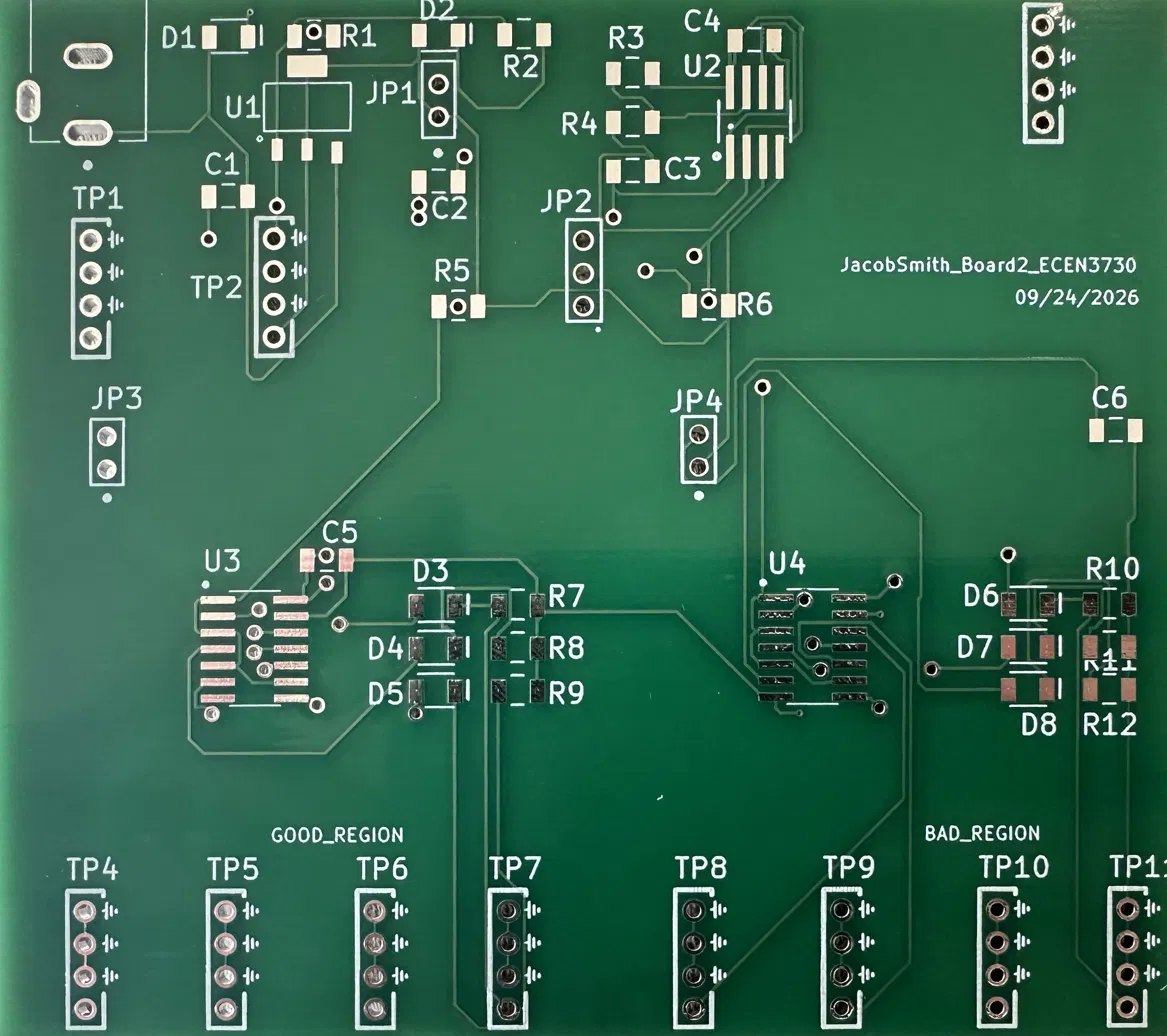 D1
R1
D2
R2
R3
C4
U2
U1
JP1
R4
C1
C2
C3
TP1
JP2
TP2
R5
R6
JacobSmith_Board2_ECEN3730
09/24/2026
JP3
JP4
C6
C5
U3
D3
R7
U4
D6
R10
D4
R8
D7
R11
D5
R9
D8
R12
GOOD_REGION
BAD_REGION
TP4
TP5
TP6
TP7
TP8
TP9
TP10
TP11